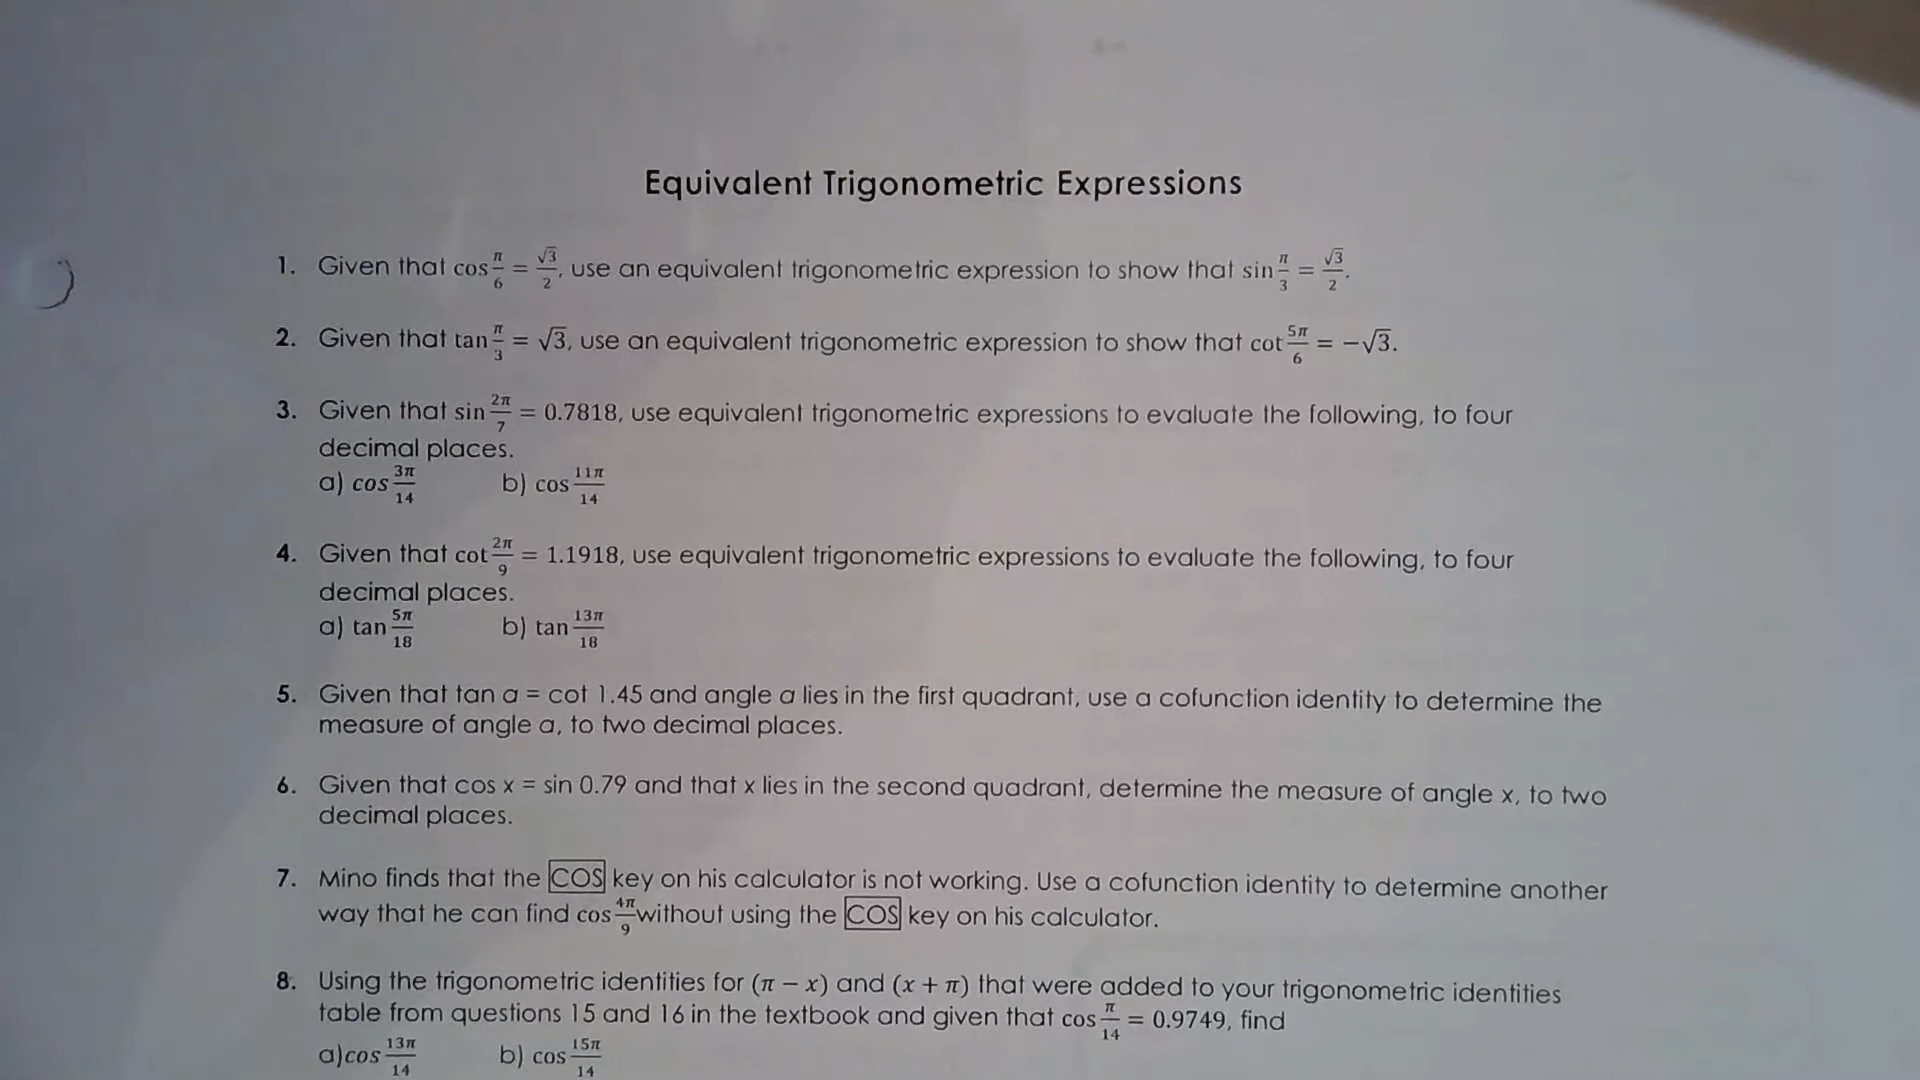 Equivalent Trigonometric Expressions
1. Given that cos π/6 = √3/2, use an equivalent trigonometric expression to show that sin π/3 = √3/2.
2. Given that tan π/3 = √3, use an equivalent trigonometric expression to show that cot 5π/6 = −√3.
3. Given that sin 2π/7 = 0.7818, use equivalent trigonometric expressions to evaluate the following, to four
decimal places.
a) cos 3π/14 b) cos 11π/14
4. Given that cot 2π/9 = 1.1918, use equivalent trigonometric expressions to evaluate the following, to four
decimal places.
a) tan 5π/18 b) tan 13π/18
5. Given that tan a = cot 1.45 and angle a lies in the first quadrant, use a cofunction identity to determine the
measure of angle a, to two decimal places.
6. Given that cos x = sin 0.79 and that x lies in the second quadrant, determine the measure of angle x, to two
decimal places.
7. Mino finds that the COS key on his calculator is not working. Use a cofunction identity to determine another
way that he can find cos 4π/9 without using the COS key on his calculator.
8. Using the trigonometric identities for (π − x) and (x + π) that were added to your trigonometric identities
table from questions 15 and 16 in the textbook and given that cos π/14 = 0.9749, find
a)cos 13π/14 b) cos 15π/14